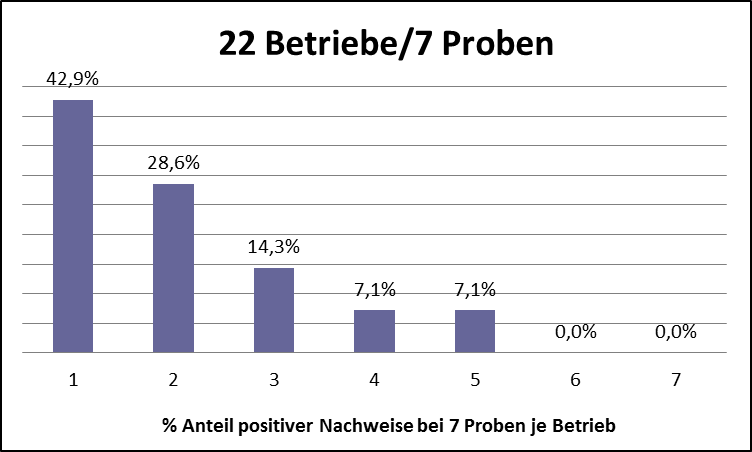 22 Betriebe/7 Proben
42,9%
28,6%
14,3%
7,1% 7,1%
0,0% 0,0%
1 2 3 4 5 6 7
% Anteil positiver Nachweise bei 7 Proben je Betrieb